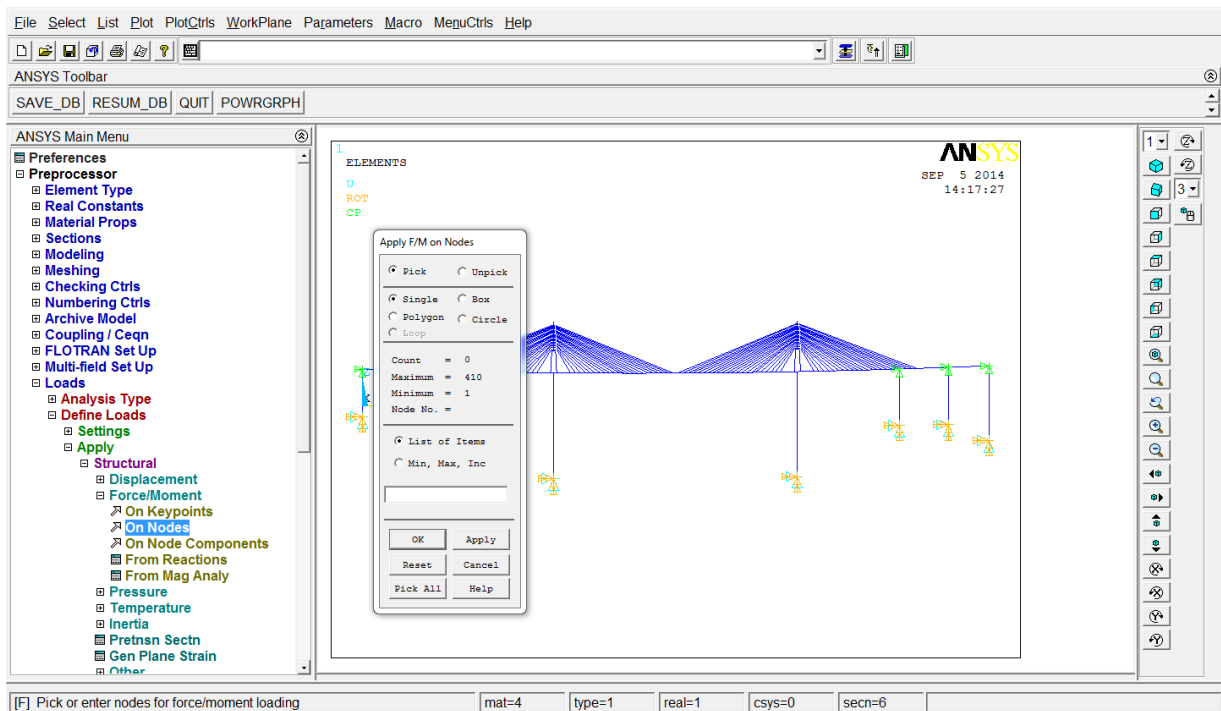 File Select List Plot PlotCtrls WorkPlane Parameters Macro MenuCtrls Help
ANSYS Toolbar
SAVE_DB RESUM_DB QUIT POWRGRPH
ANSYS Main Menu
Preferences
Preprocessor
Element Type
Real Constants
Material Props
Sections
Modeling
Meshing
Checking Ctrls
Numbering Ctrls
Archive Model
Coupling / Ceqn
FLOTRAN Set Up
Multi-field Set Up
Loads
Analysis Type
Define Loads
Settings
Apply
Structural
Displacement
Force/Moment
On Keypoints
On Nodes
On Node Components
From Reactions
From Mag Analy
Pressure
Temperature
Inertia
Pretnsn Sectn
Gen Plane Strain
Other
1
ELEMENTS
U
ROT
CP
ANSYS
SEP 5 2014
14:17:27
Apply F/M on Nodes
Pick Unpick
Single Box
Polygon Circle
Loop
Count = 0
Maximum = 410
Minimum = 1
Node No. =
List of Items
Min, Max, Inc
OK Apply
Reset Cancel
Pick All Help
X
1
3
[F] Pick or enter nodes for force/moment loading
mat=4 type=1 real=1 csys=0 secn=6